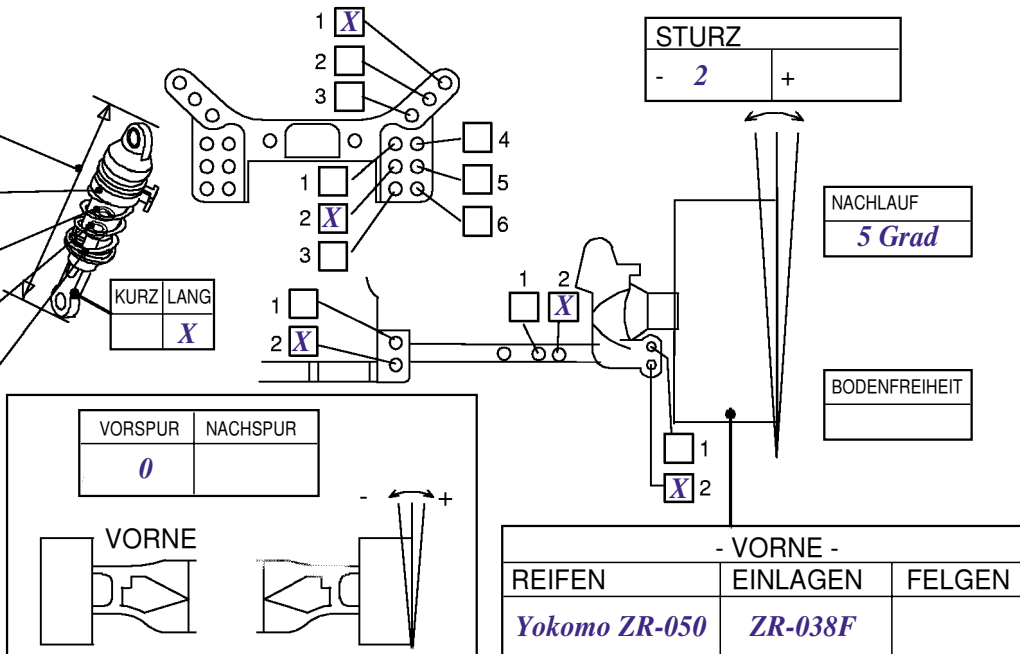 1 X
2
3
STURZ
- 2 +
4
1
5
2 X
6
3
NACHLAUF
5 Grad
KURZ LANG
X
1
2 X
1 2
X
BODENFREIHEIT
VORSPUR NACHSPUR
0
1
X 2
- +
VORNE
- VORNE -
REIFEN EINLAGEN FELGEN
Yokomo ZR-050 ZR-038F